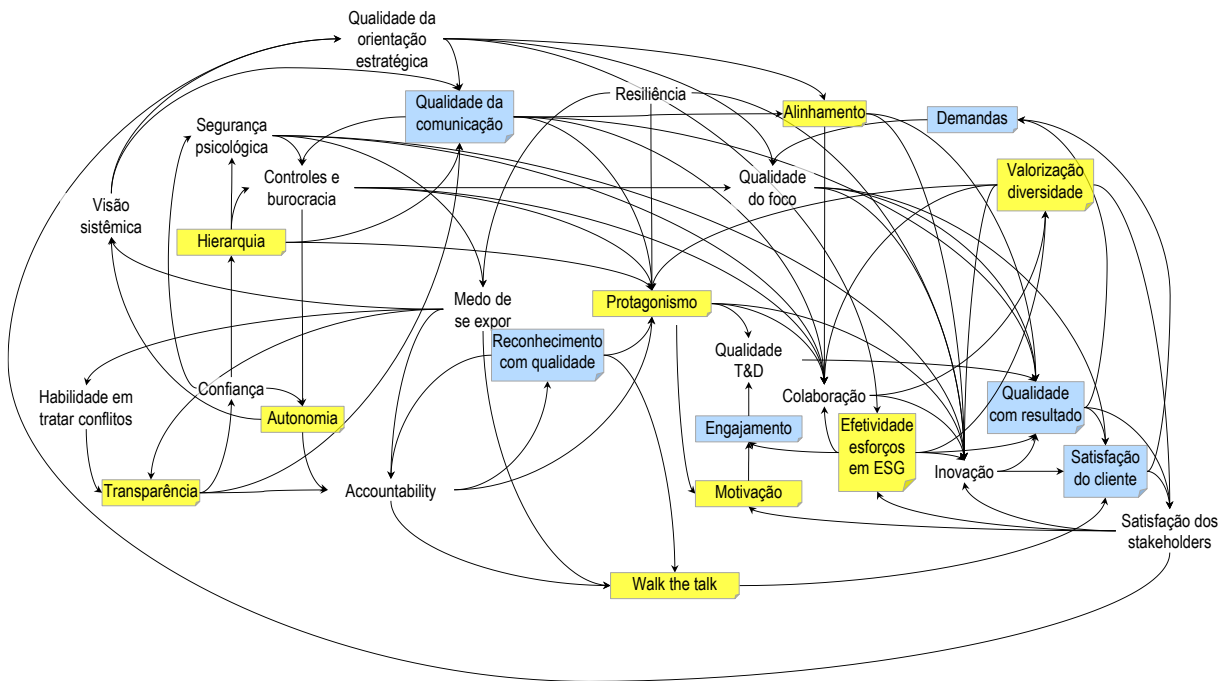 Qualidade da
orientação
estratégica
Resiliência
Qualidade da
comunicação
Alinhamento
Demandas
Segurança
psicológica
Controles e
burocracia
Qualidade
do foco
Valorização
diversidade
Visão
sistêmica
Hierarquia
Medo de
se expor
Protagonismo
Reconhecimento
com qualidade
Qualidade
T&D
Habilidade em
tratar conflitos
Confiança
Autonomia
Colaboração
Qualidade
com resultado
Engajamento
Efetividade
esforços
em ESG
Satisfação
do cliente
Inovação
Transparência
Accountability
Motivação
Satisfação dos
stakeholders
Walk the talk